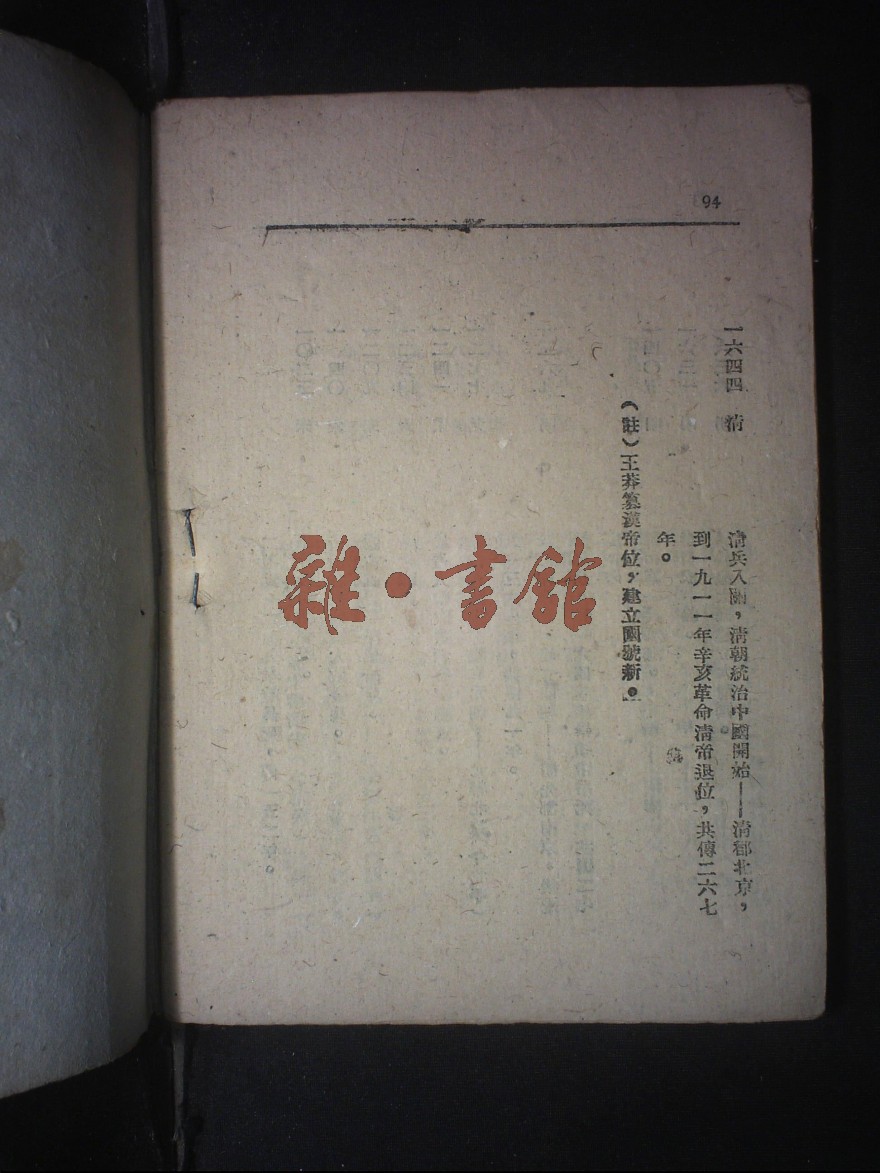 94
一六四四 清
清兵入關，清朝統治中國開始——清都北京，
到一九一一年辛亥革命清帝退位，共傳二六七
年。
（註）王莽篡漢帝位，建立國號新。
雜·書館